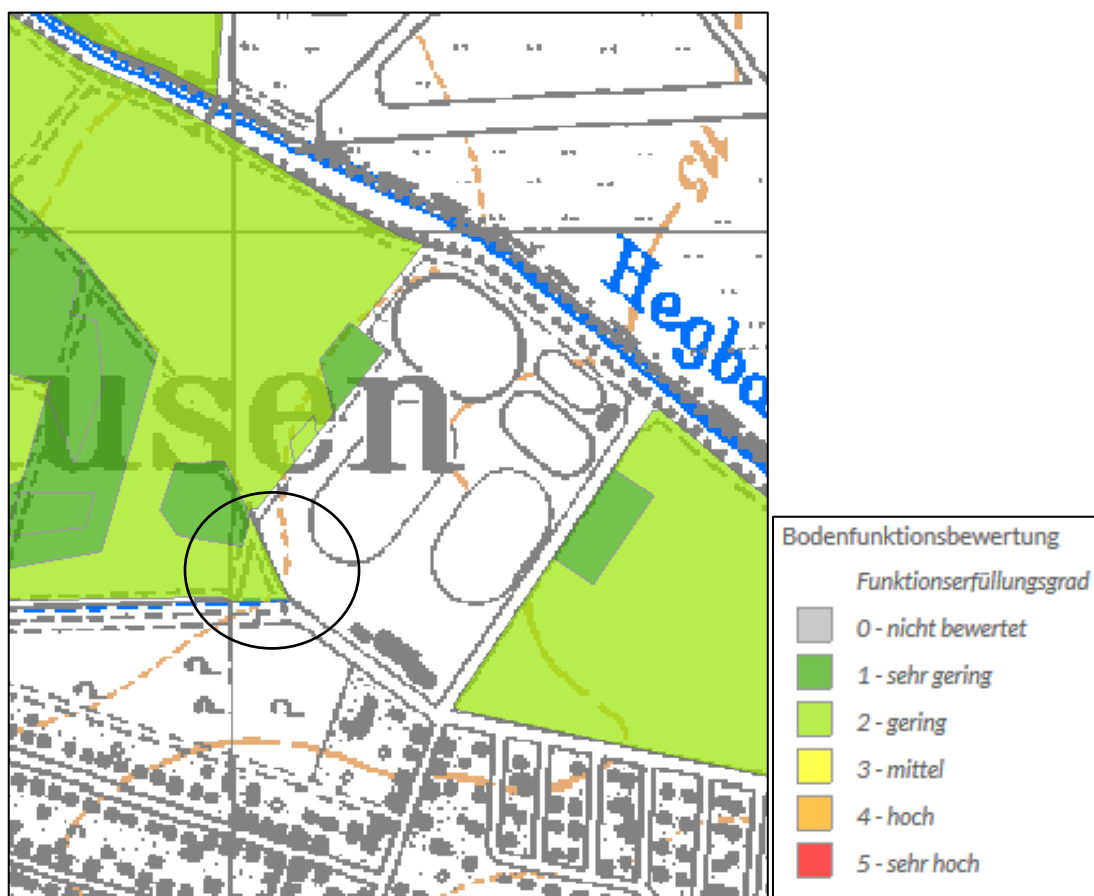 Hegba
usen
Bodenfunktionsbewertung
Funktionserfüllungsgrad
0 - nicht bewertet
1 - sehr gering
2 - gering
3 - mittel
4 - hoch
5 - sehr hoch